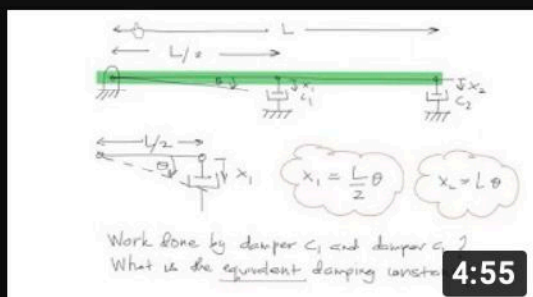 L
L/2
θ x₁ x₂
c₁ c₂
L/2
θ x₁
x₁ = L/2 θ
x₂ = Lθ
Work done by damper c₁ and damper c₂ ?
What is the equivalent damping
4:55